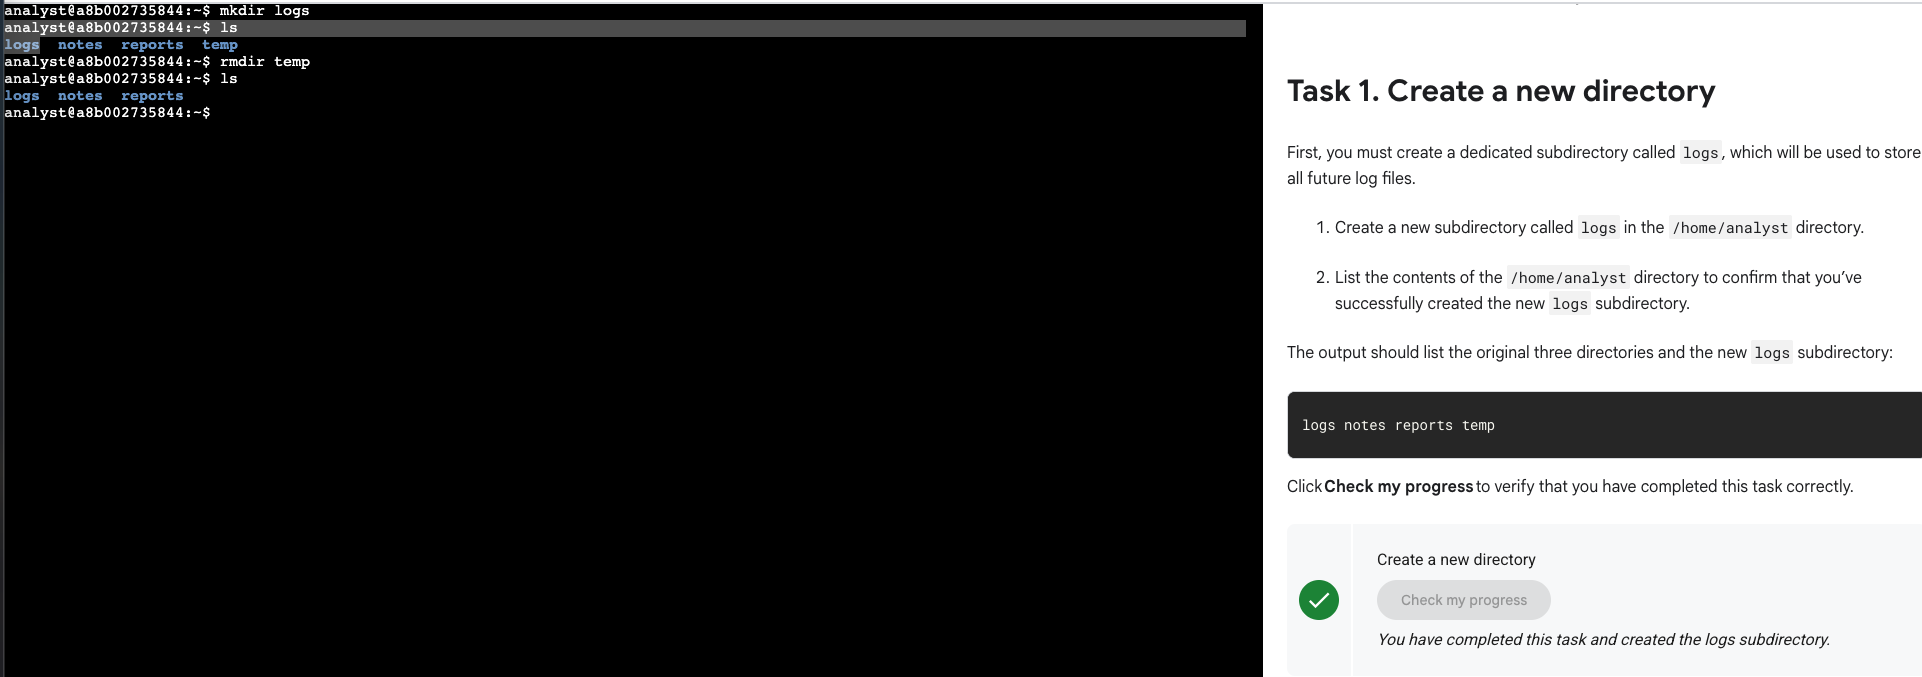 analyst@a8b002735844:~$ mkdir logs
analyst@a8b002735844:~$ ls
logs  notes  reports  temp
analyst@a8b002735844:~$ rmdir temp
analyst@a8b002735844:~$ ls
logs  notes  reports
analyst@a8b002735844:~$
Task 1. Create a new directory
First, you must create a dedicated subdirectory called logs, which will be used to store
all future log files.
1. Create a new subdirectory called logs in the /home/analyst directory.
2. List the contents of the /home/analyst directory to confirm that you’ve
successfully created the new logs subdirectory.
The output should list the original three directories and the new logs subdirectory:
logs notes reports temp
Click Check my progress to verify that you have completed this task correctly.
Create a new directory
Check my progress
You have completed this task and created the logs subdirectory.